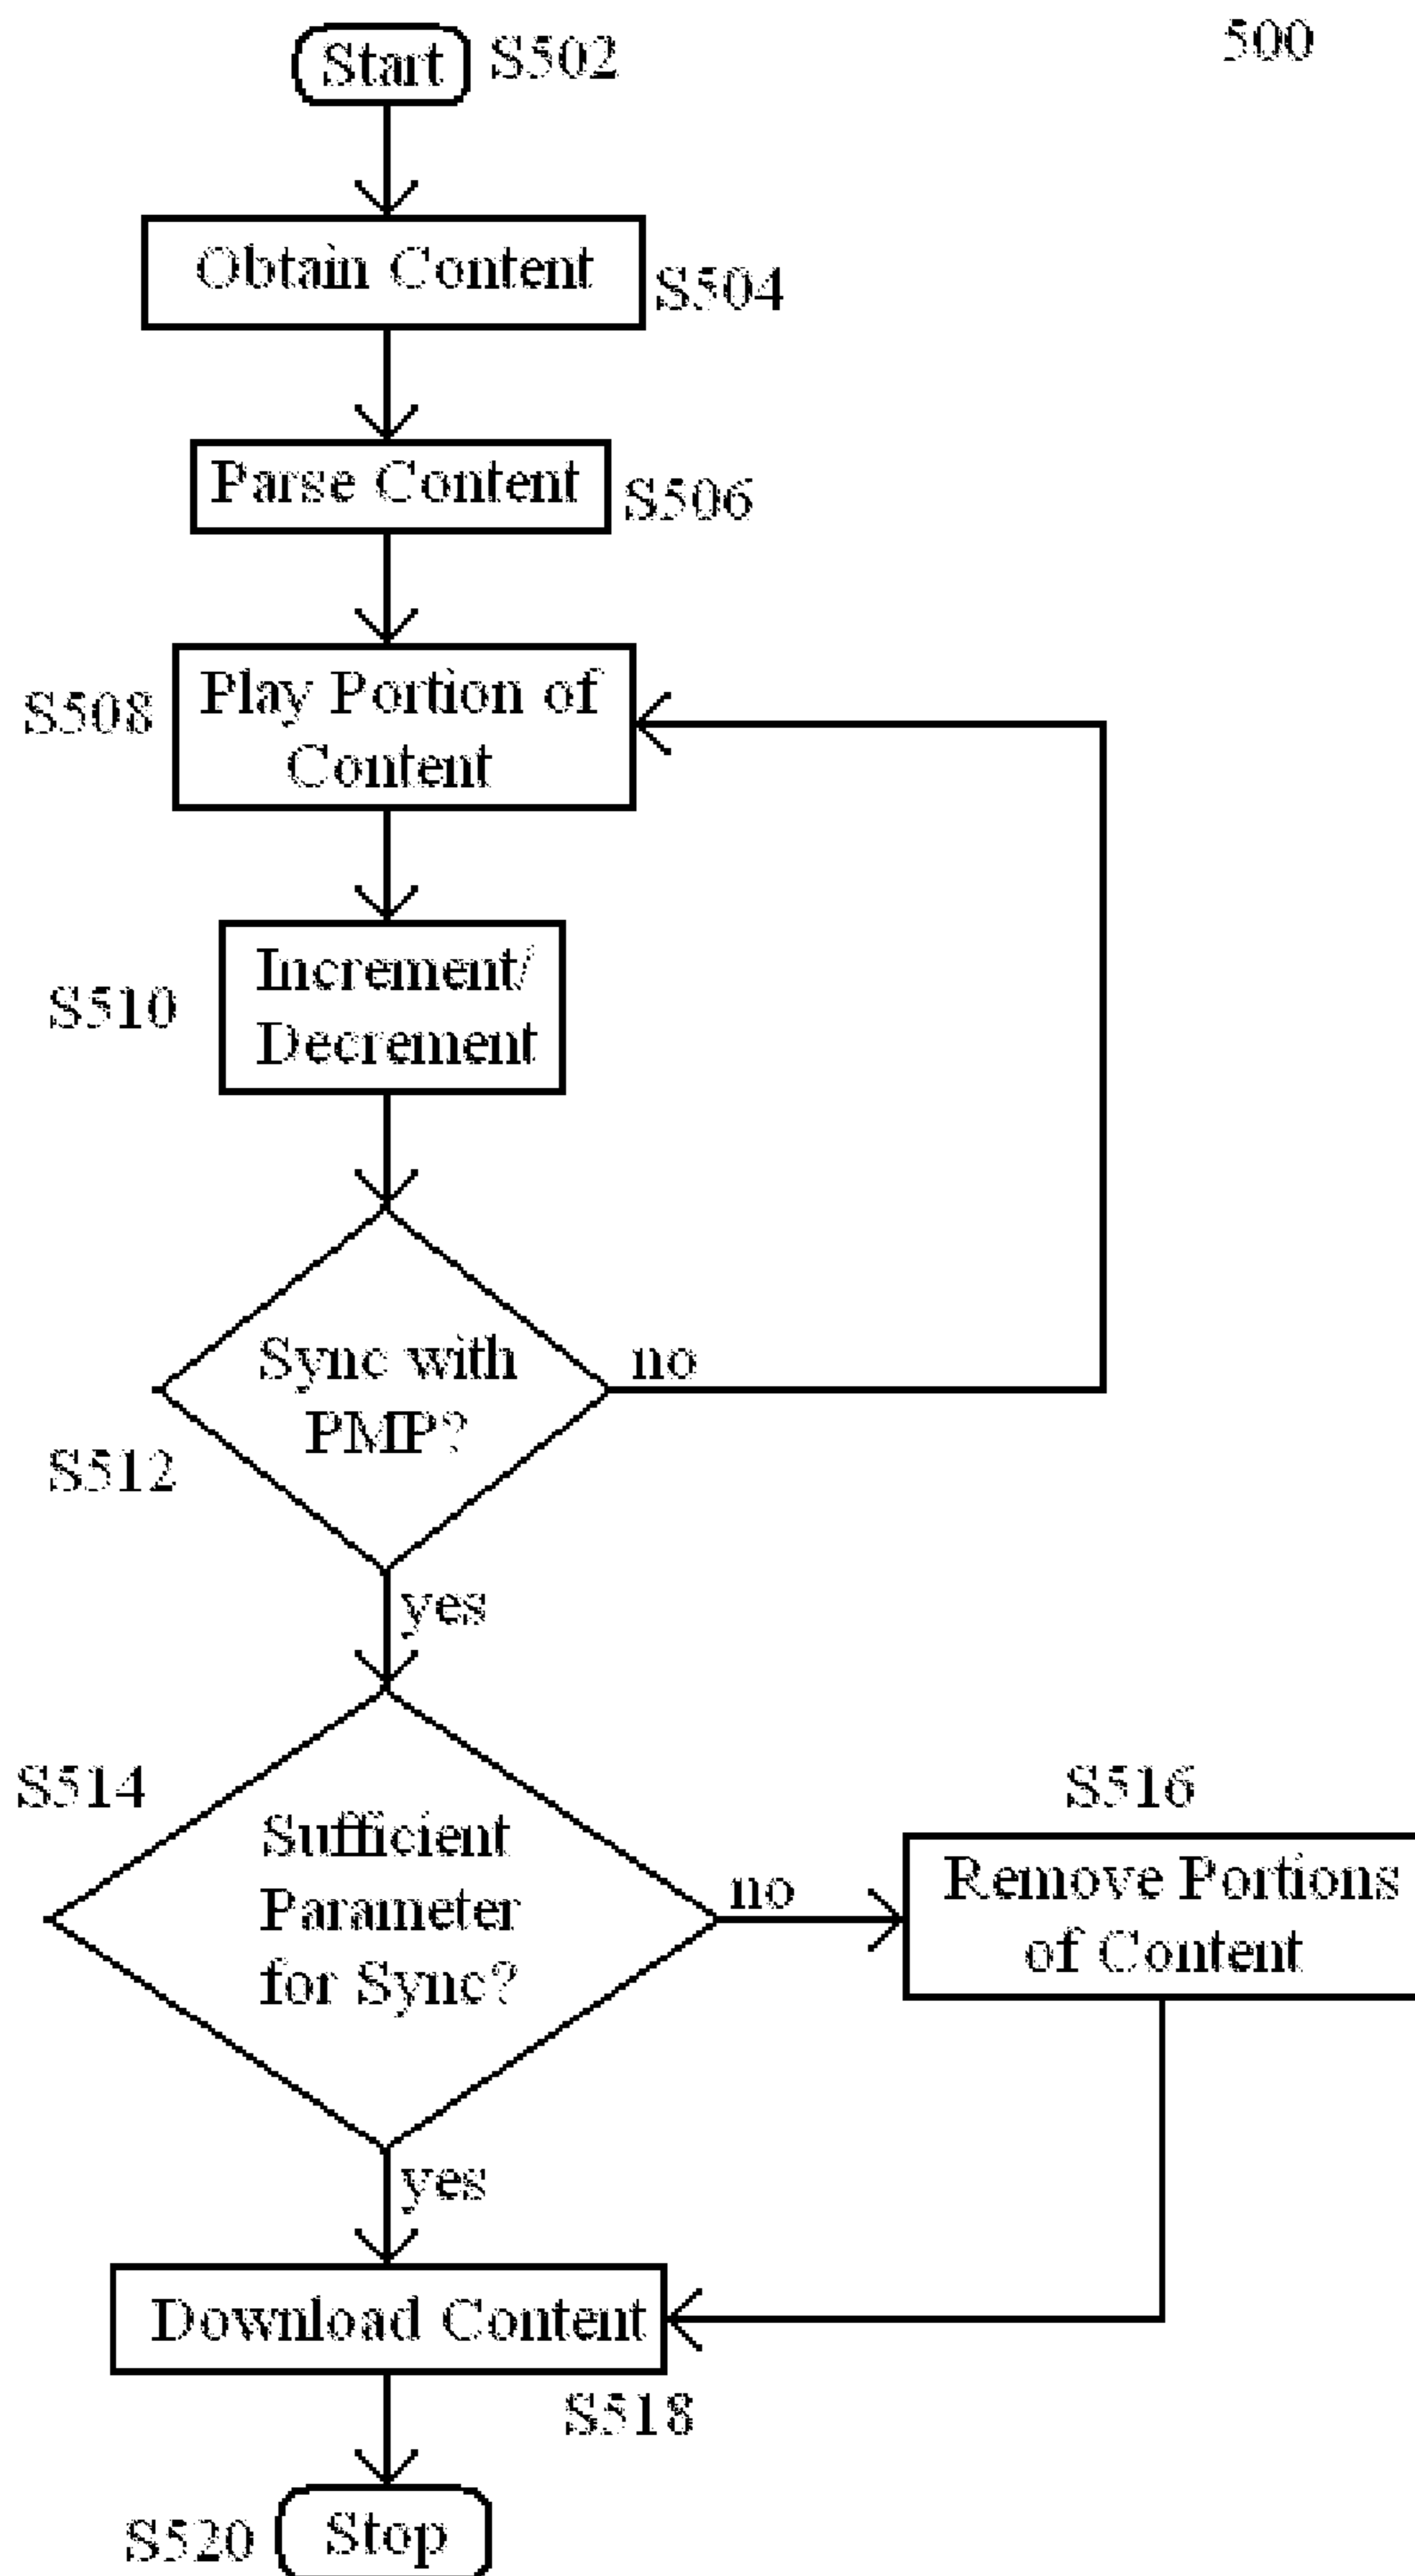 500
Start S502
Obtain Content
S504
Parse Content
S506
S508
Play Portion of
Content
S510
Increment/
Decrement
Sync with
PMP?
no
S512
yes
S514
Sufficient
Parameter
for Sync?
no
S516
Remove Portions
of Content
yes
Download Content
S518
S520
Stop